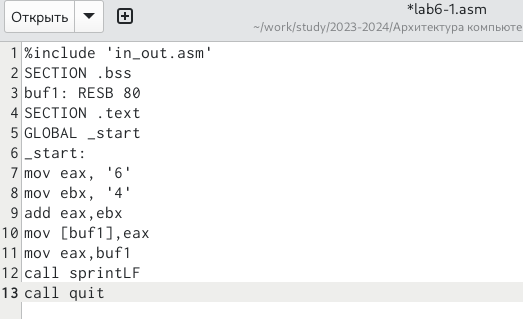 Открыть
*lab6-1.asm
~/work/study/2023-2024/Архитектура компьюте
1 %include 'in_out.asm'
2 SECTION .bss
3 buf1: RESB 80
4 SECTION .text
5 GLOBAL _start
6 _start:
7 mov eax, '6'
8 mov ebx, '4'
9 add eax,ebx
10 mov [buf1],eax
11 mov eax,buf1
12 call sprintLF
13 call quit